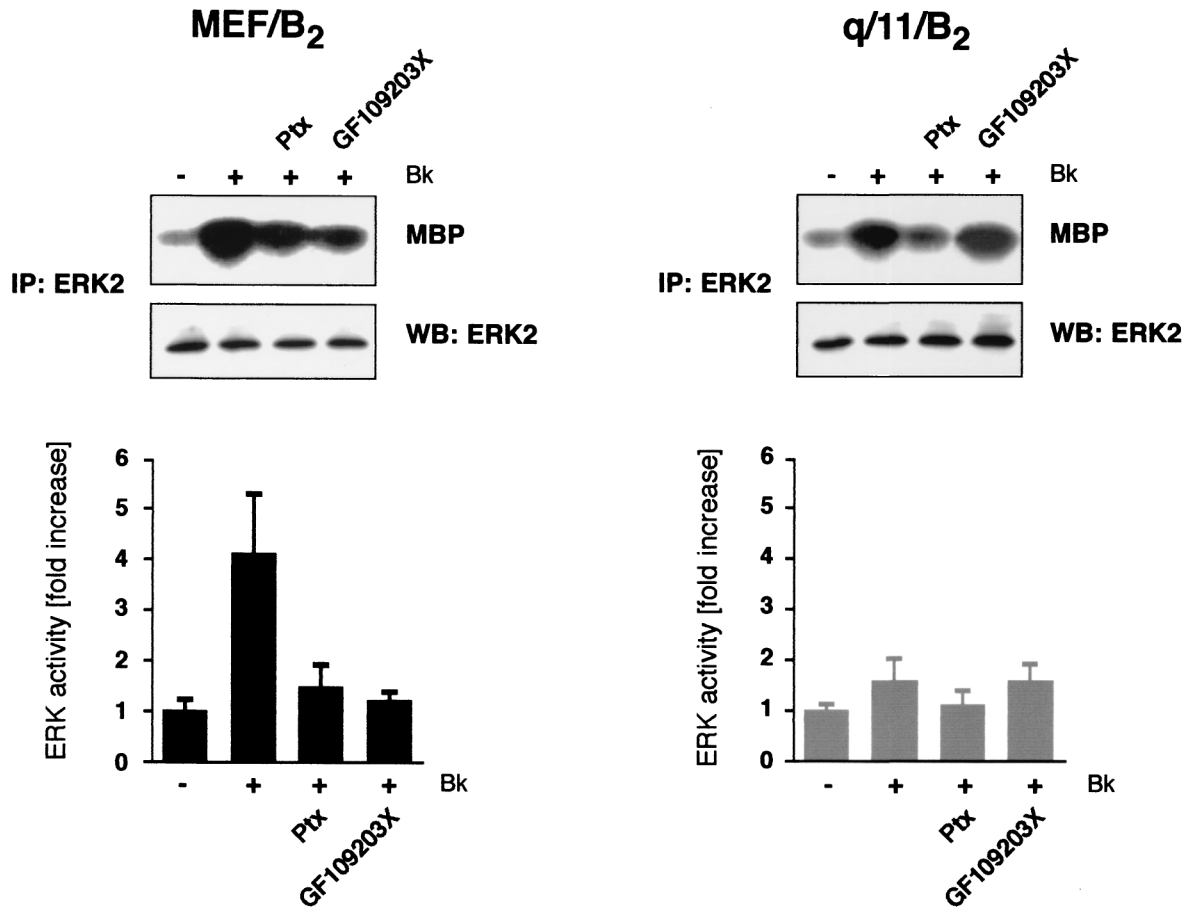 MEF/B2
Ptx
GF109203X
- + + + Bk
MBP
IP: ERK2
WB: ERK2
ERK activity [fold increase]
6
5
4
3
2
1
0
- + + + Bk
Ptx
GF109203X
q/11/B2
Ptx
GF109203X
- + + + Bk
MBP
IP: ERK2
WB: ERK2
ERK activity [fold increase]
6
5
4
3
2
1
0
- + + + Bk
Ptx
GF109203X